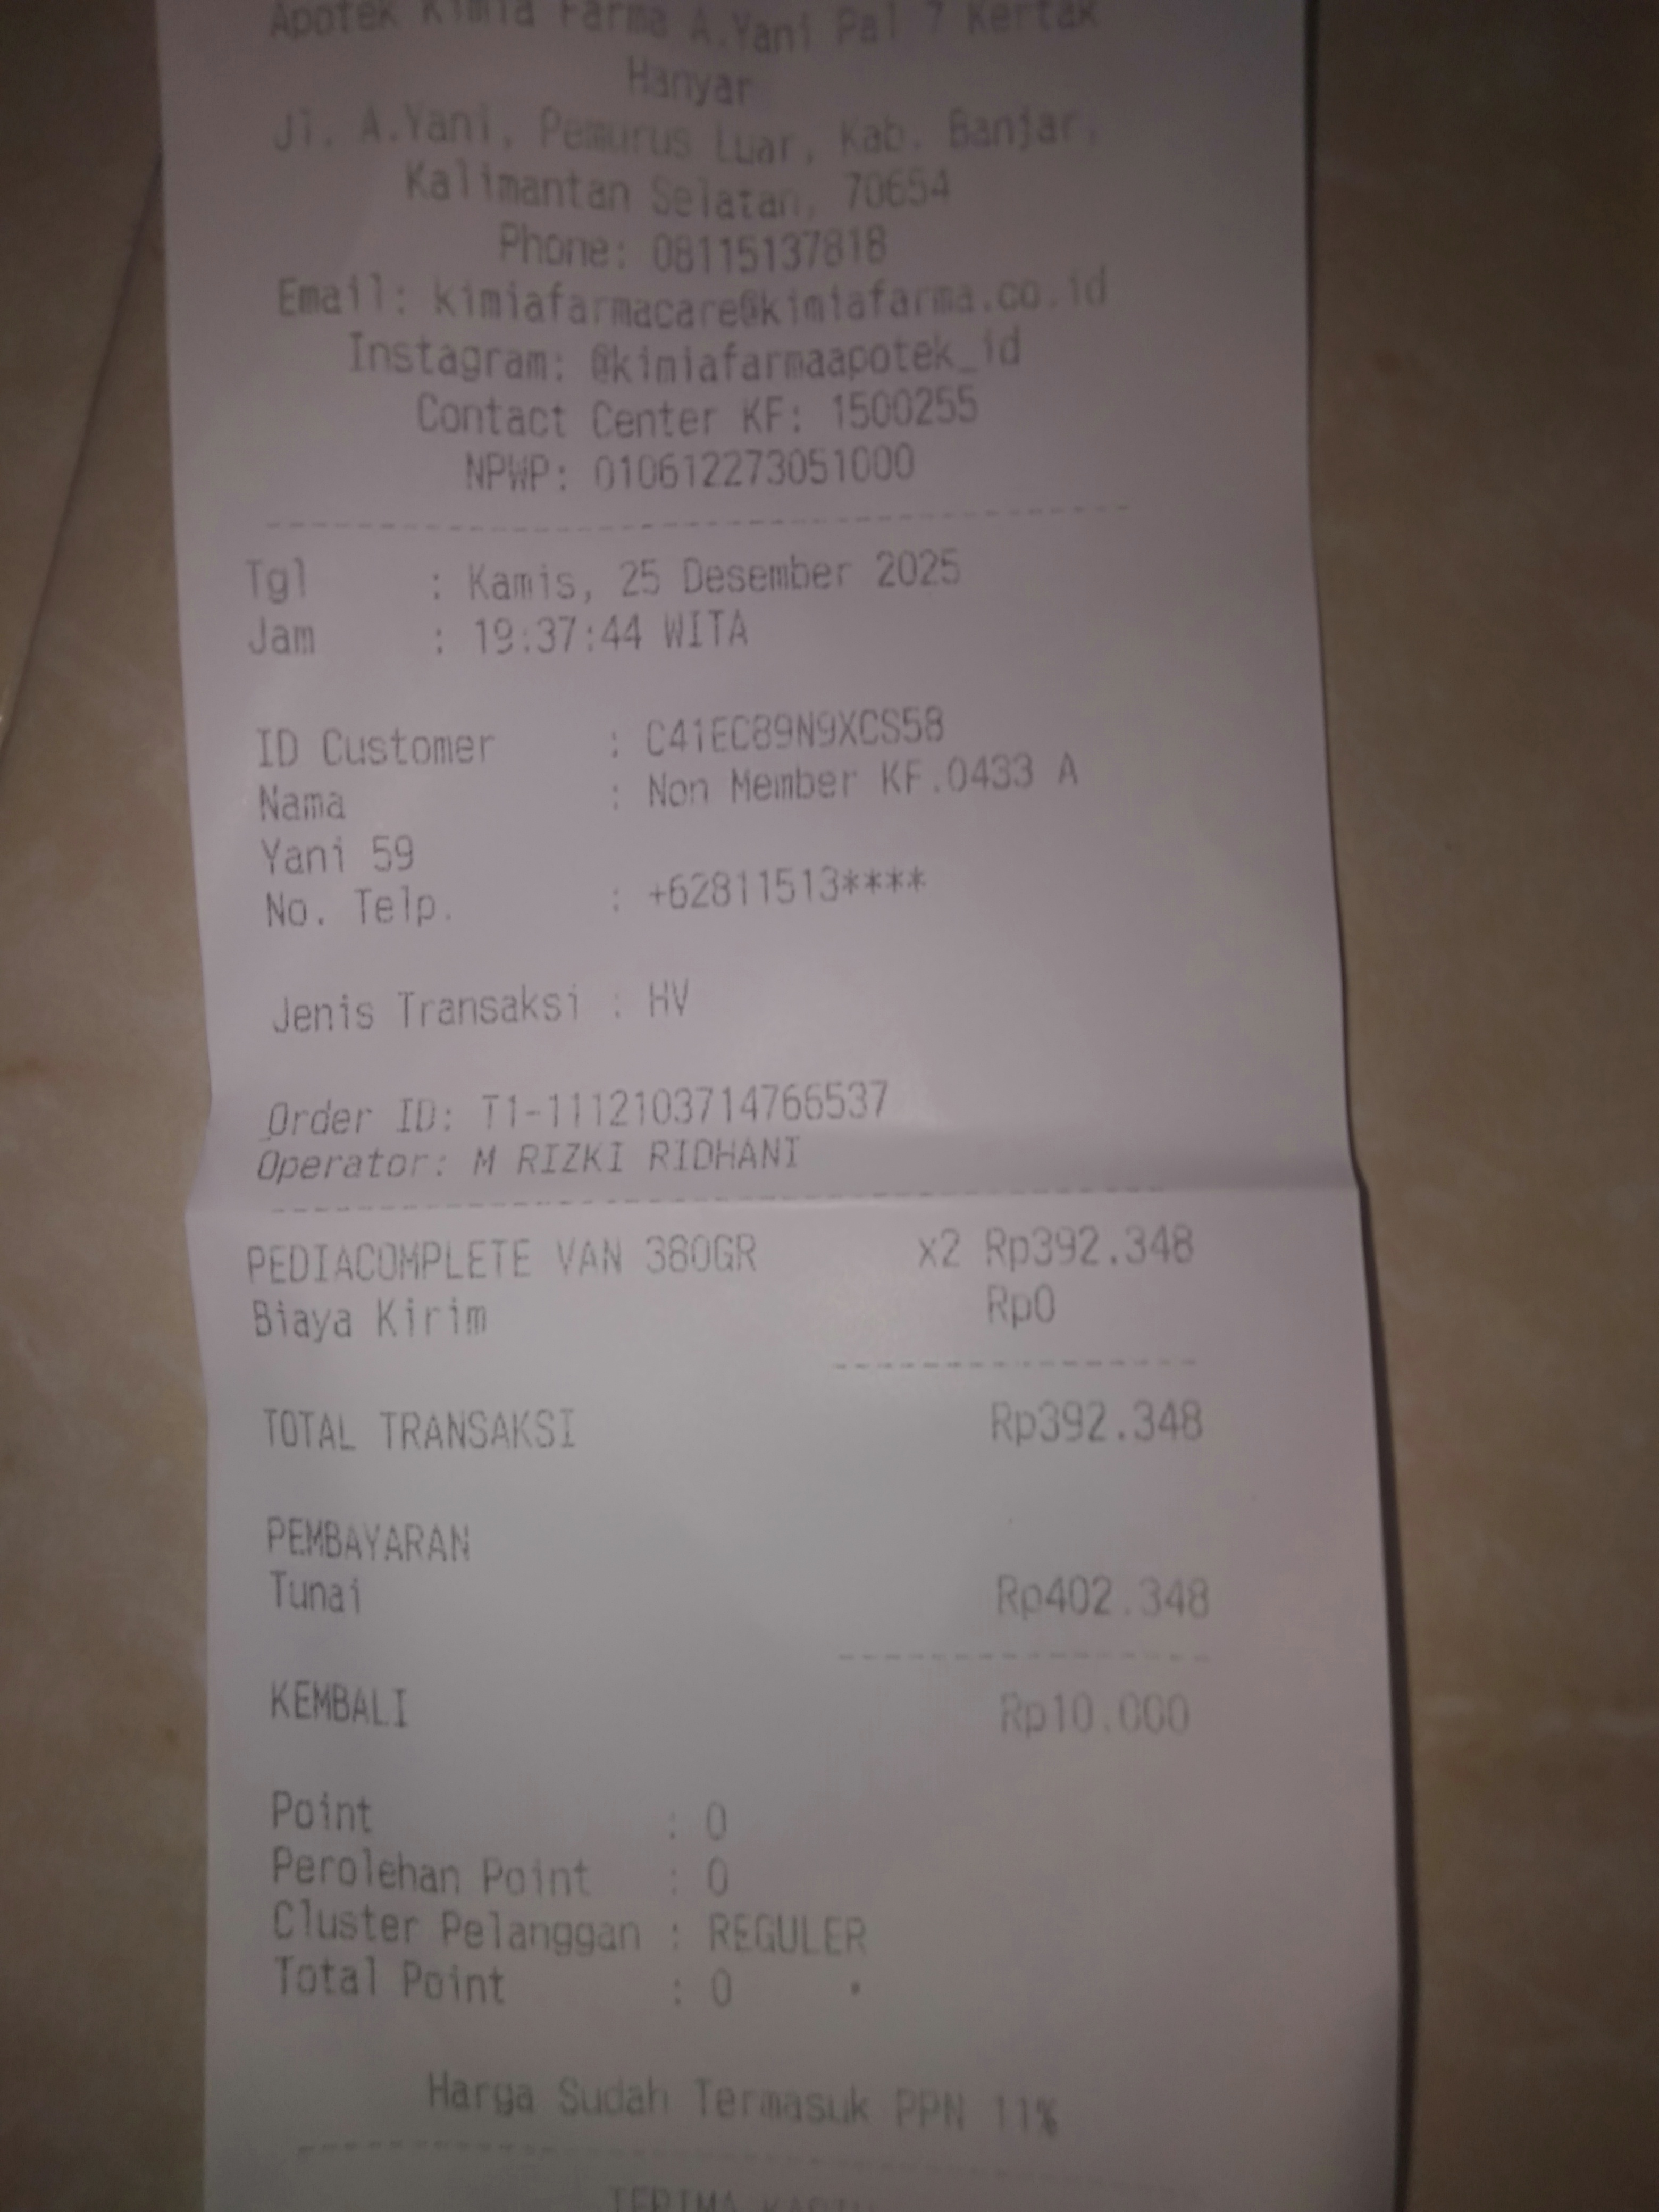 Apotek Kimia Farma A.Yani Pal 7 Kertak
Hanyar
Jl. A.Yani, Pemurus Luar, Kab. Banjar,
Kalimantan Selatan, 70654
Phone: 08115137818
Email: kimiafarmacare@kimiafarma.co.id
Instagram: @kimiafarmaapotek_id
Contact Center KF: 1500255
NPWP: 010612273051000
Tgl : Kamis, 25 Desember 2025
Jam : 19:37:44 WITA
ID Customer : C41EC89N9XCS58
Nama : Non Member KF.0433 A
Yani 59
No. Telp. : +62811513****
Jenis Transaksi : HV
Order ID: T1-1112103714766537
Operator: M RIZKI RIDHANI
PEDIACOMPLETE VAN 380GR x2 Rp392.348
Biaya Kirim Rp0
TOTAL TRANSAKSI Rp392.348
PEMBAYARAN
Tunai Rp402.348
KEMBALI Rp10.000
Point : 0
Perolehan Point : 0
Cluster Pelanggan : REGULER
Total Point : 0
Harga Sudah Termasuk PPN 11%
TERIMA KASIH